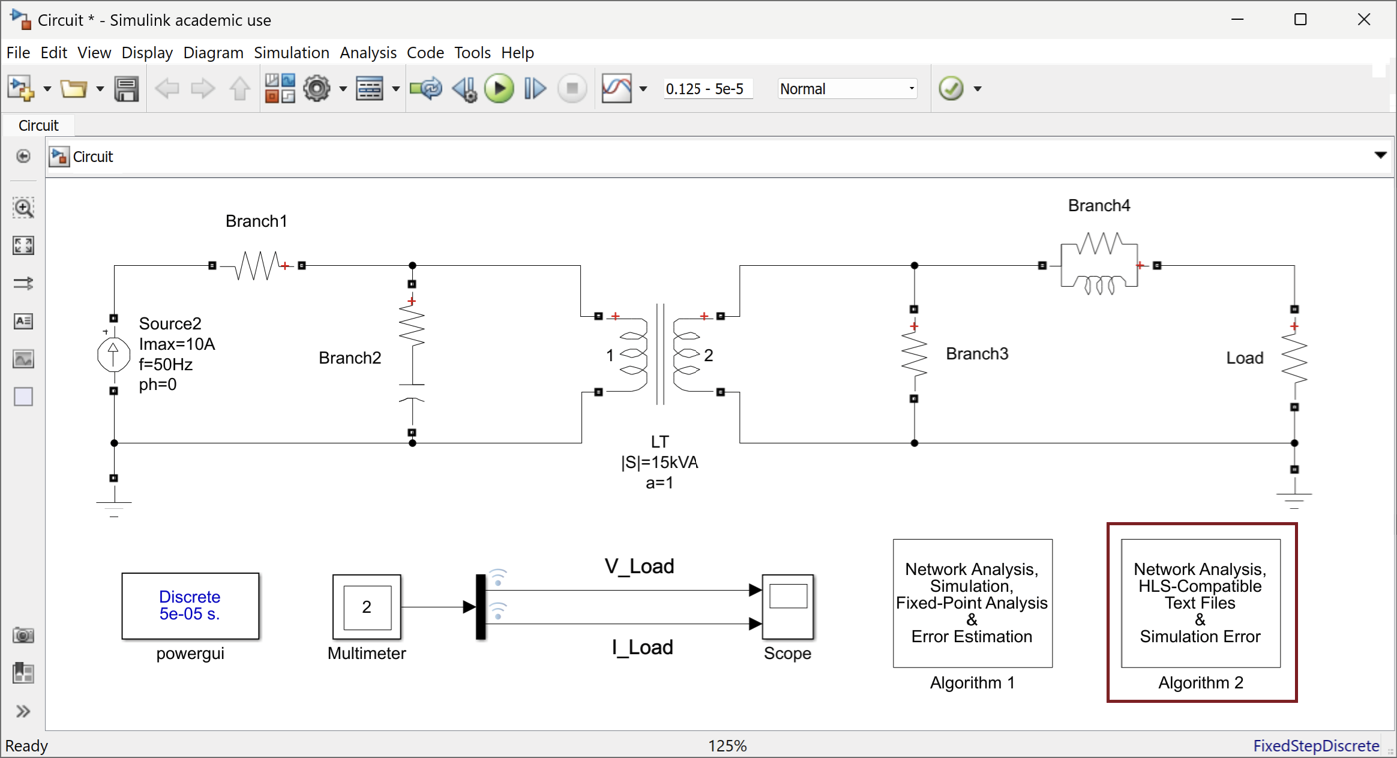 Circuit * - Simulink academic use
File Edit View Display Diagram Simulation Analysis Code Tools Help
0.125 - 5e-5
Normal
Circuit
Circuit
Branch1
Branch4
Source2
Imax=10A
f=50Hz
ph=0
Branch2
1
2
Branch3
Load
LT
|S|=15kVA
a=1
Discrete
5e-05 s.
powergui
2
Multimeter
V_Load
I_Load
Scope
Network Analysis,
Simulation,
Fixed-Point Analysis
&
Error Estimation
Algorithm 1
Network Analysis,
HLS-Compatible
Text Files
&
Simulation Error
Algorithm 2
Ready
125%
FixedStepDiscrete